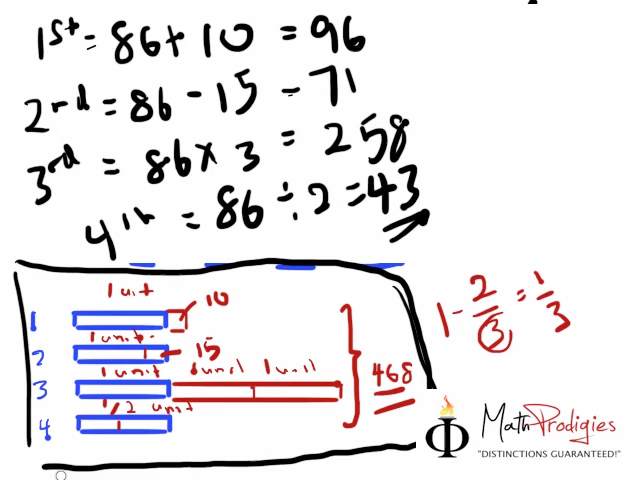 1st = 86 + 10 = 96
2nd = 86 - 15 = 71
3rd = 86 x 3 = 258
4th = 86 ÷ 2 = 43
1 unit
1 10
1 unit
2 15
1 unit 1 unit 1 unit
3
1/2 unit
4
468
1 - 2/3 = 1/3
Φ Math Prodigies
"DISTINCTIONS GUARANTEED!"